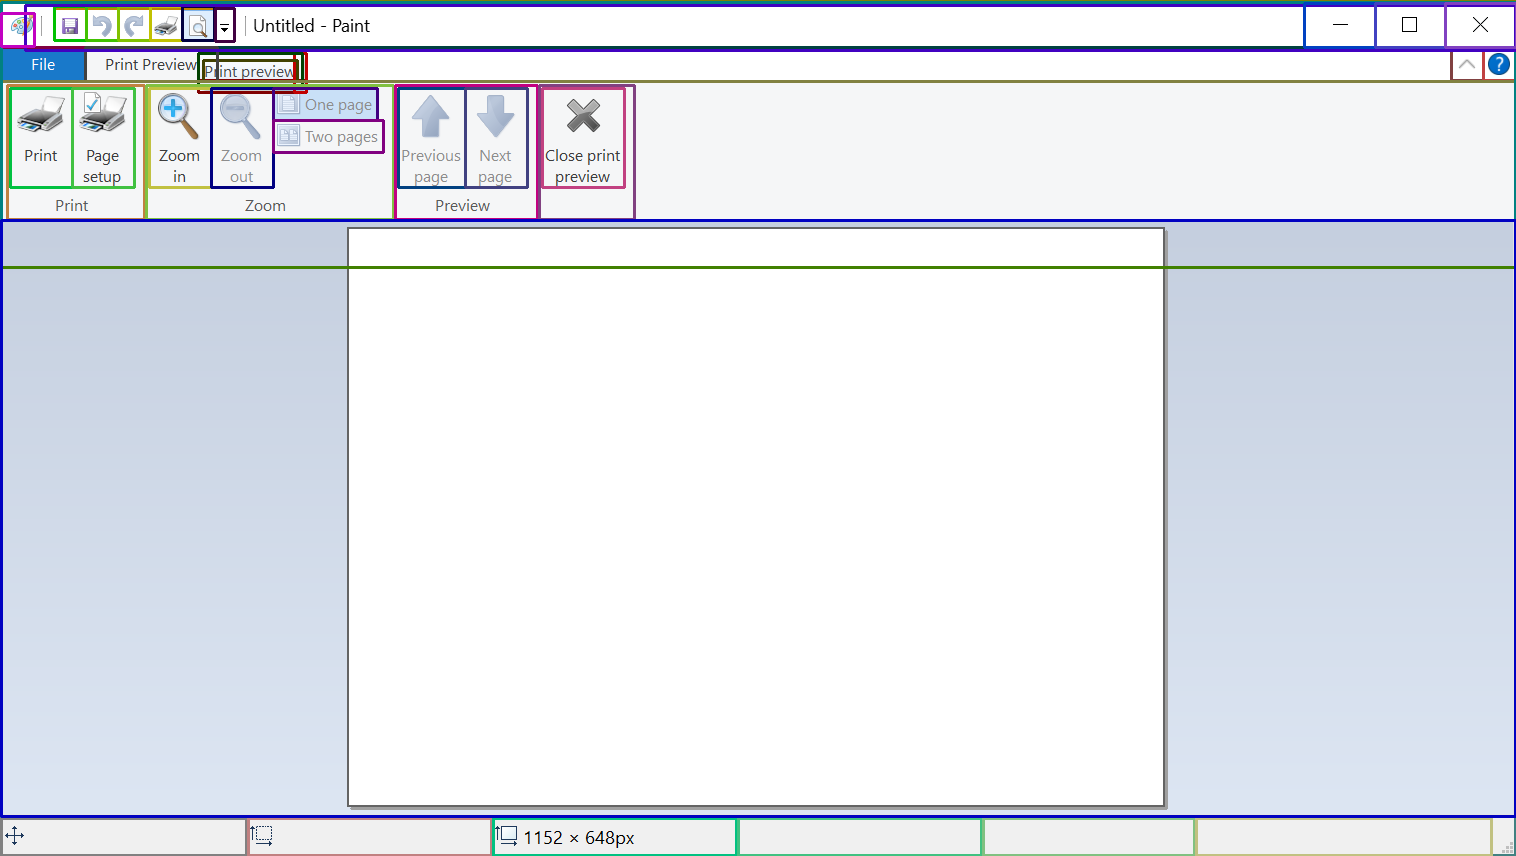 Untitled - Paint
File
Print Preview
Print preview
Print
Page
setup
Zoom
in
Zoom
out
One page
Two pages
Previous
page
Next
page
Close print
preview
Print
Zoom
Preview
1152 × 648px